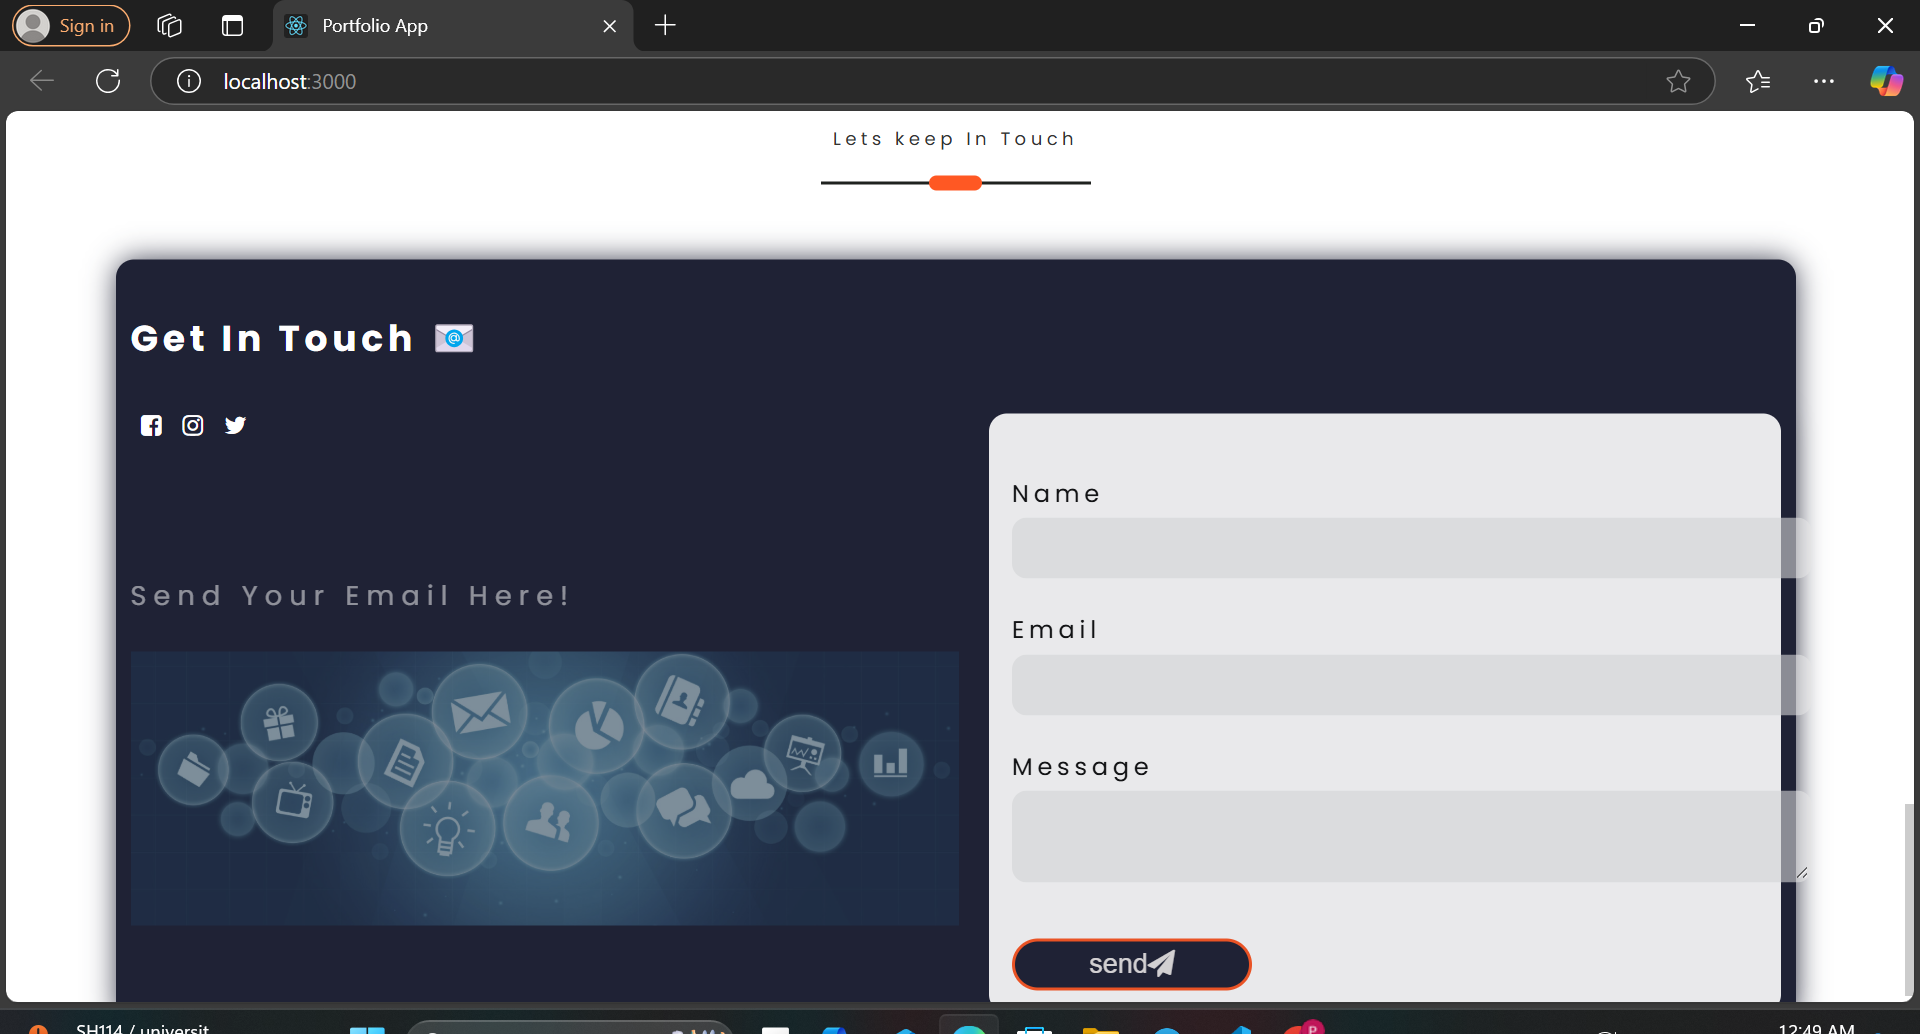 Sign in
Portfolio App
localhost:3000
Lets keep In Touch
Get In Touch
Send Your Email Here!
Name
Email
Message
send
SH114 / universit
12:49 AM